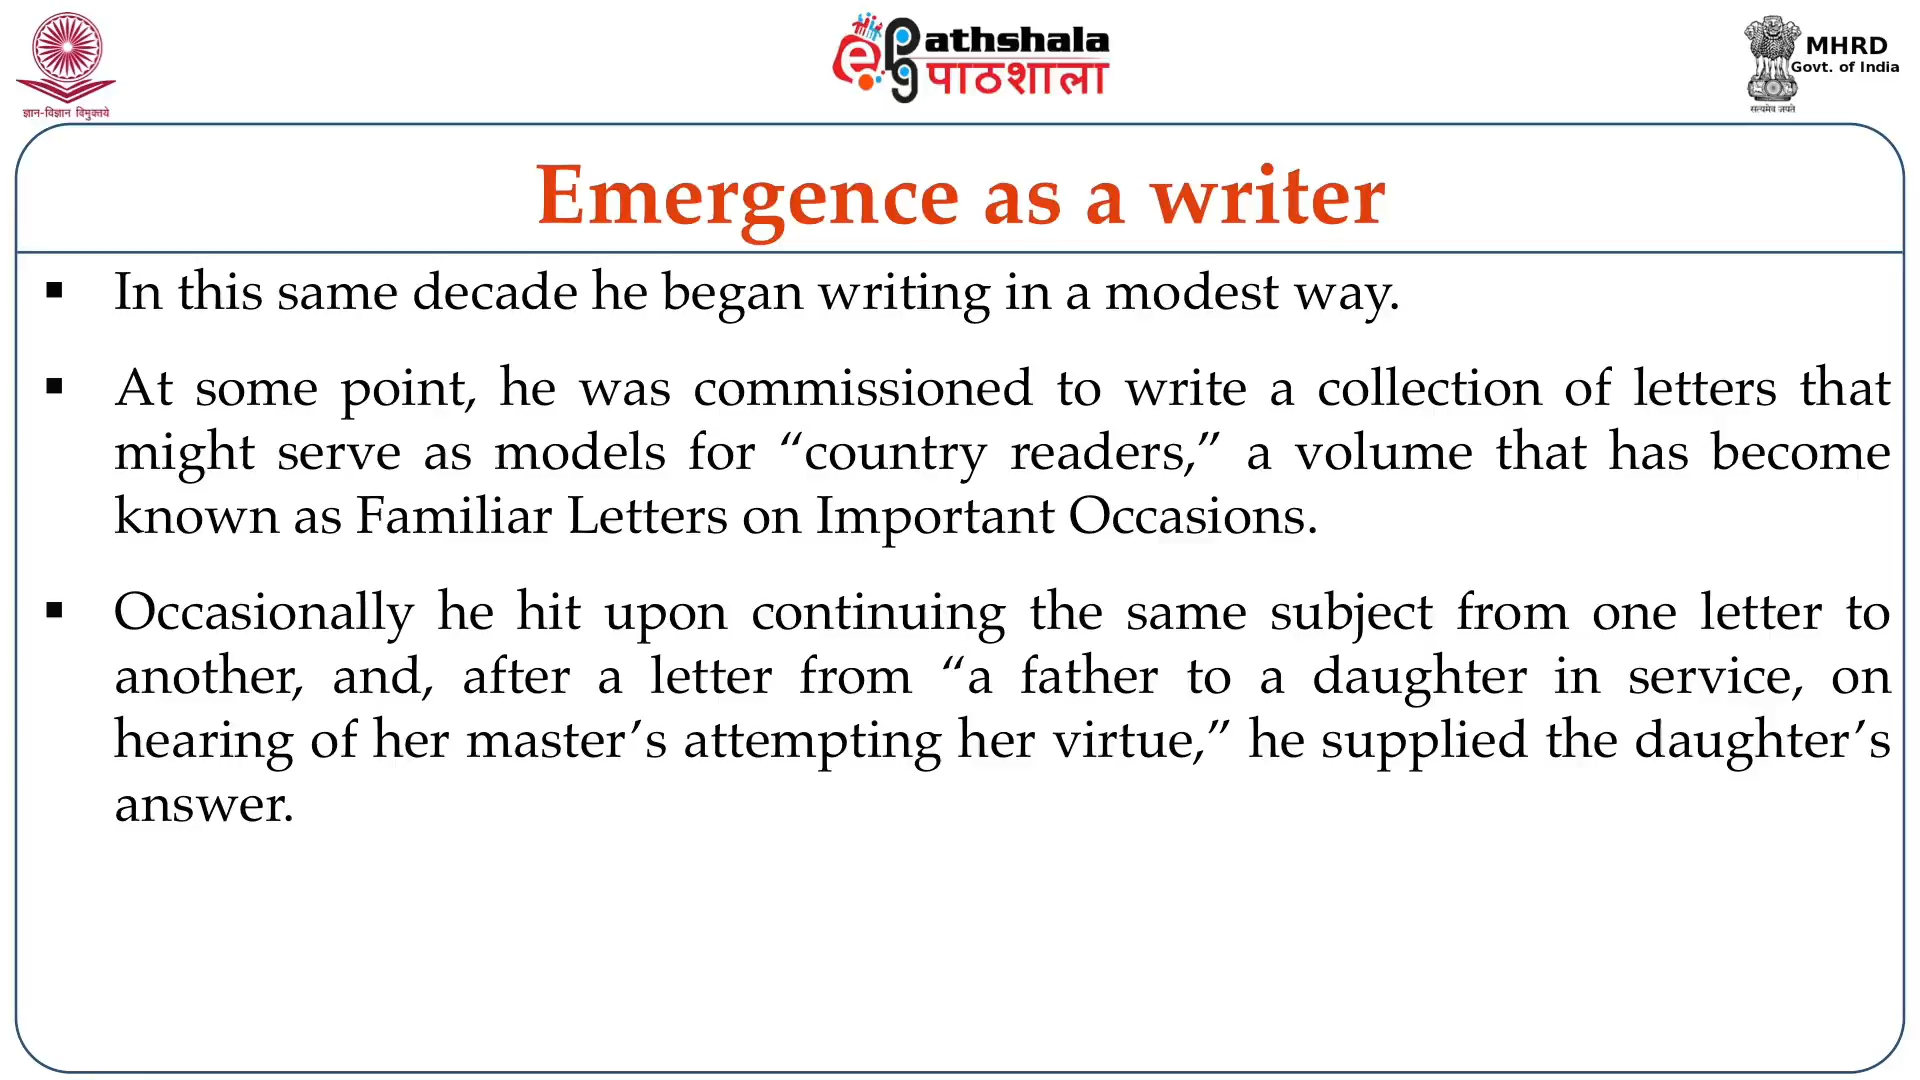 ज्ञान-विज्ञान विमुक्तये
e pg
Pathshala
पाठशाला
MHRD
Govt. of India
सत्यमेव जयते
Emergence as a writer
▪ In this same decade he began writing in a modest way.
▪ At some point, he was commissioned to write a collection of letters that
might serve as models for “country readers,” a volume that has become
known as Familiar Letters on Important Occasions.
▪ Occasionally he hit upon continuing the same subject from one letter to
another, and, after a letter from “a father to a daughter in service, on
hearing of her master’s attempting her virtue,” he supplied the daughter’s
answer.